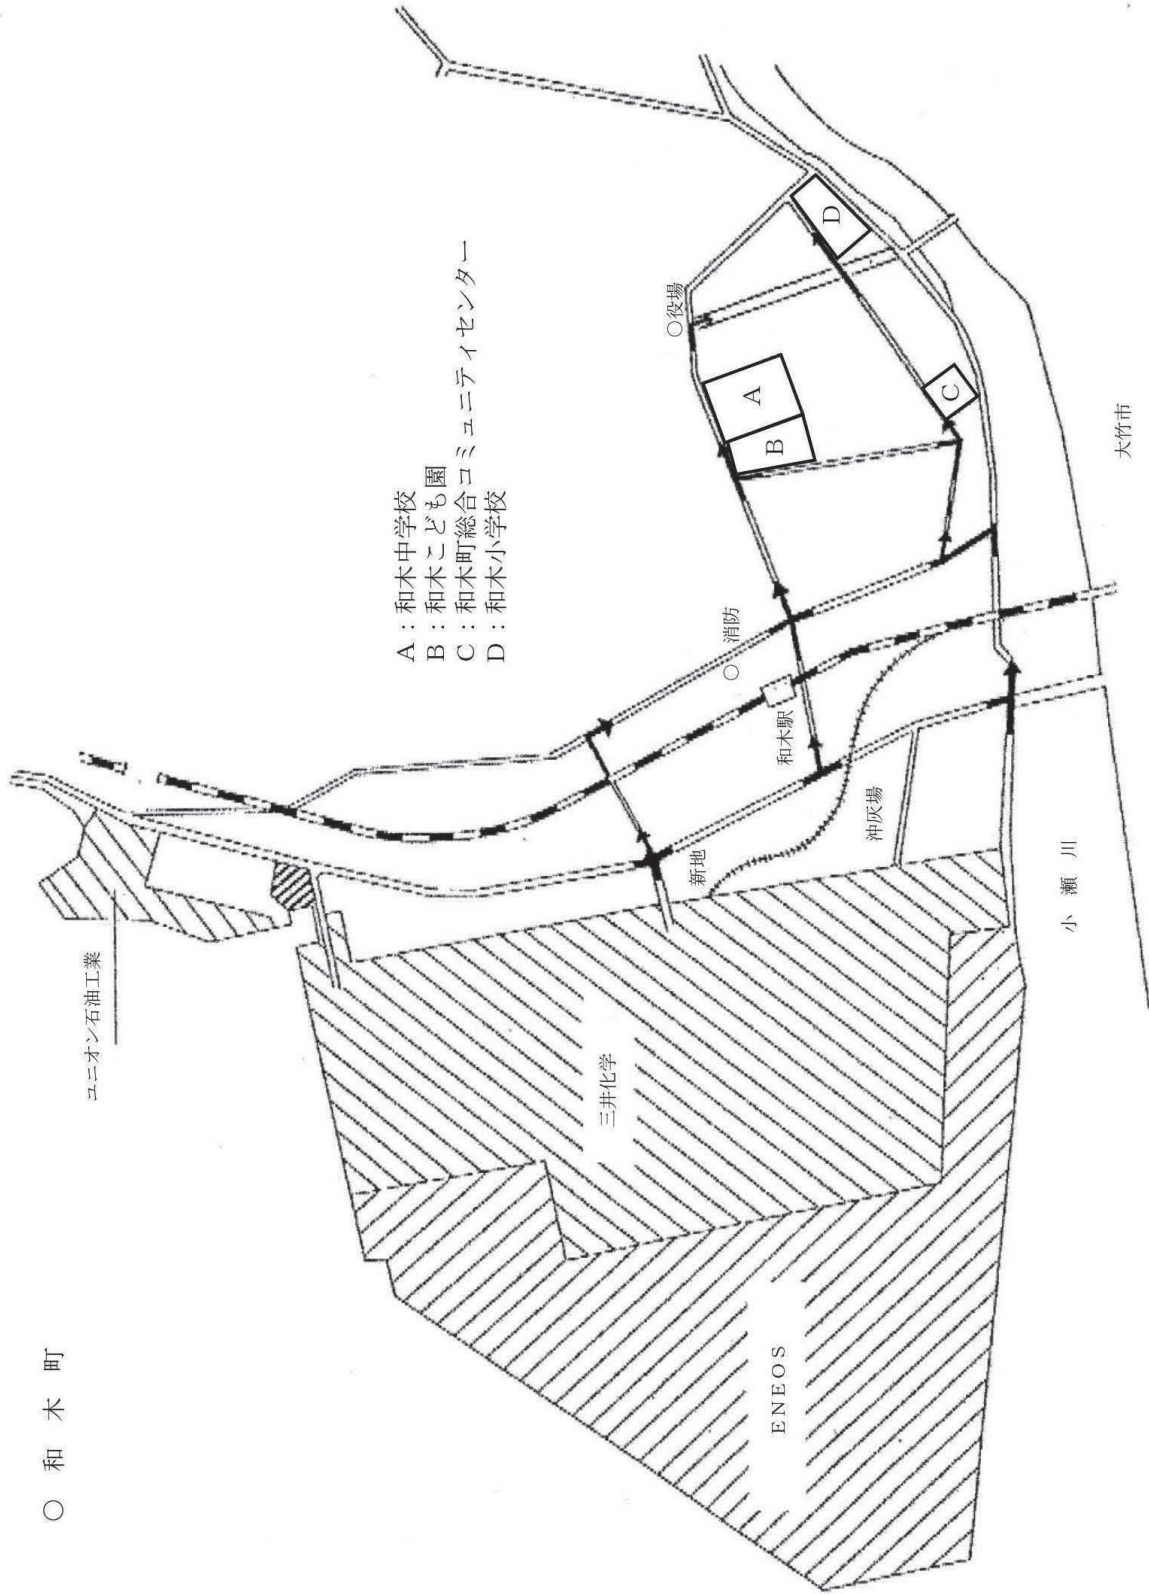 ○ 和 木 町
A：和木中学校
B：和木こども園
C：和木町総合コミュニティセンター
D：和木小学校
ユニオン石油工業
三井化学
ENEOS
新地
沖灰場
和木駅
○ 消防
○役場
A
B
C
D
小 瀬 川
大竹市